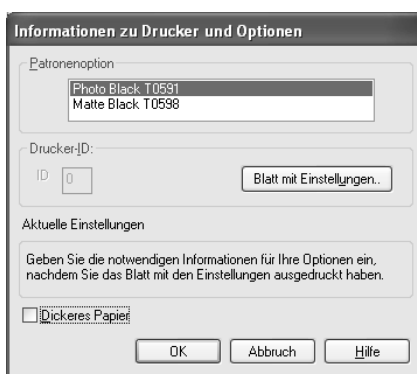 Informationen zu Drucker und Optionen
Patronenoption
Photo Black T0591
Matte Black T0598
Drucker-ID:
ID 0
Blatt mit Einstellungen..
Aktuelle Einstellungen
Geben Sie die notwendigen Informationen für Ihre Optionen ein,
nachdem Sie das Blatt mit den Einstellungen ausgedruckt haben.
Dickeres Papier
OK Abbruch Hilfe